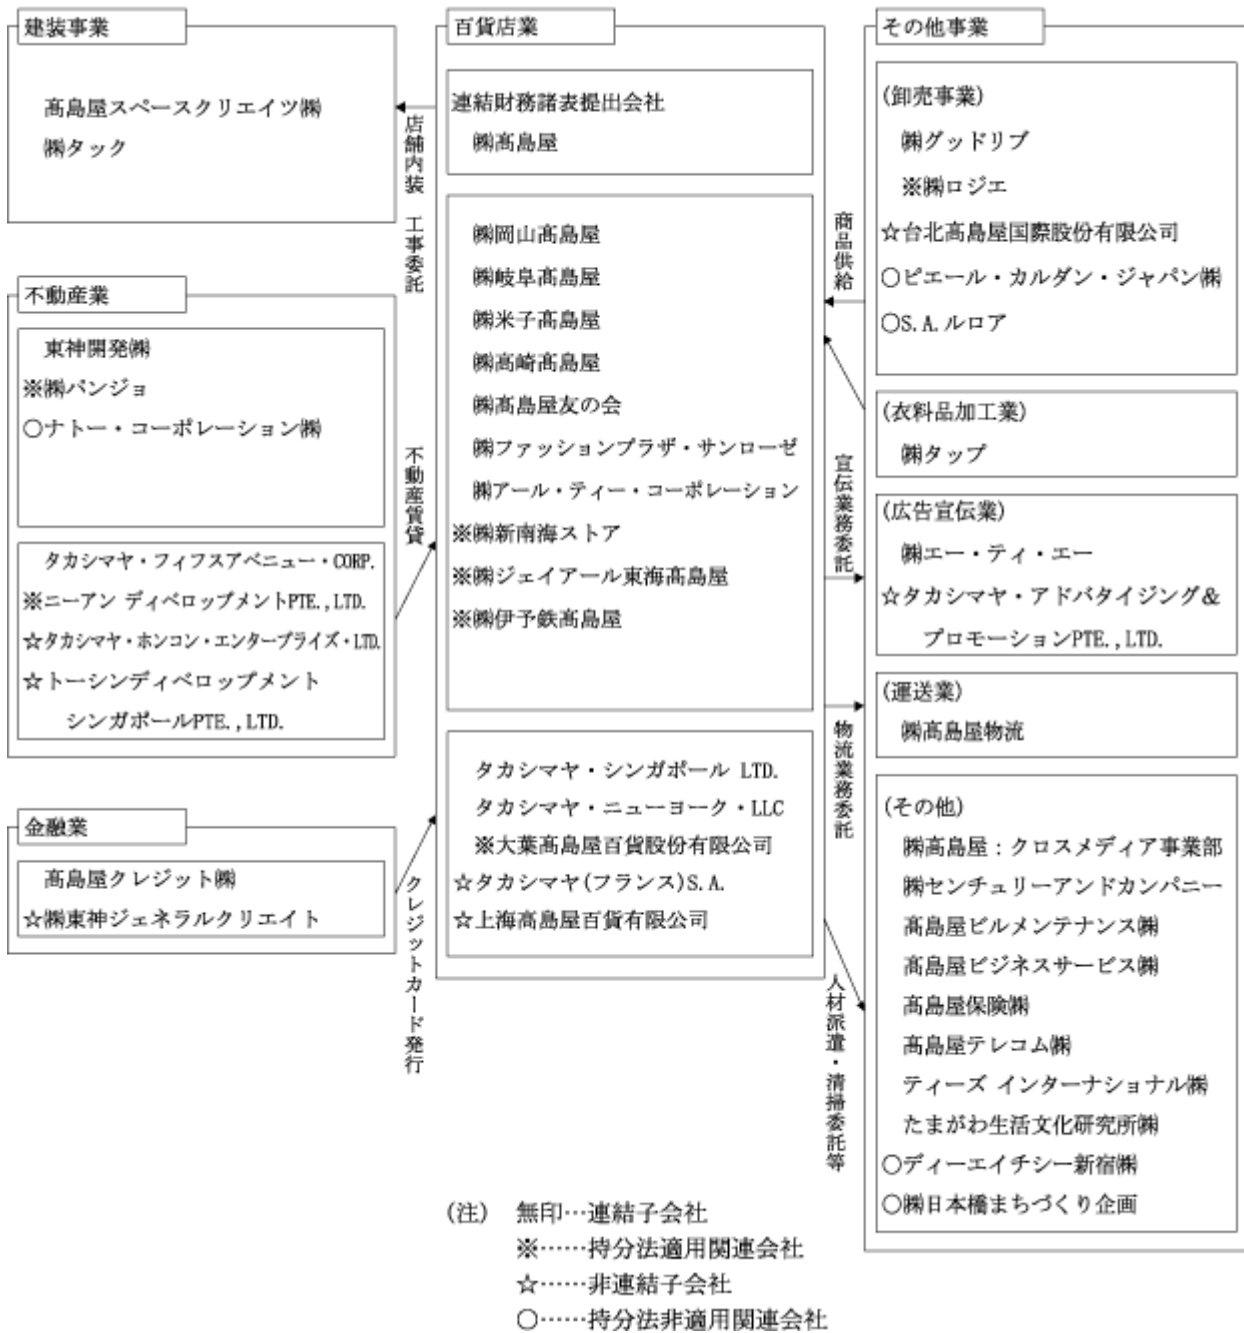 建装事業
髙島屋スペースクリエイツ㈱
㈱タック
店舗内装 工事委託
不動産業
東神開発㈱
※㈱パンジョ
○ナトー・コーポレーション㈱
タカシマヤ・フィフスアベニュー・CORP.
※ニーアン ディベロップメントPTE.,LTD.
☆タカシマヤ・ホンコン・エンタープライズ・LTD.
☆トーシンディベロップメント
シンガポールPTE.,LTD.
不動産賃貸
金融業
髙島屋クレジット㈱
☆㈱東神ジェネラルクリエイト
クレジットカード発行
百貨店業
連結財務諸表提出会社
㈱髙島屋
㈱岡山髙島屋
㈱岐阜髙島屋
㈱米子髙島屋
㈱高崎髙島屋
㈱髙島屋友の会
㈱ファッションプラザ・サンローゼ
㈱アール・ティー・コーポレーション
※㈱新南海ストア
※㈱ジェイアール東海髙島屋
※㈱伊予鉄髙島屋
タカシマヤ・シンガポール LTD.
タカシマヤ・ニューヨーク・LLC
※大葉髙島屋百貨股份有限公司
☆タカシマヤ(フランス)S.A.
☆上海高島屋百貨有限公司
商品供給
宣伝業務委託
物流業務委託
人材派遣・清掃委託等
その他事業
(卸売事業)
㈱グッドリブ
※㈱ロジエ
☆台北高島屋国際股份有限公司
○ピエール・カルダン・ジャパン㈱
○S.A.ルロア
(衣料品加工業)
㈱タップ
(広告宣伝業)
㈱エー・ティ・エー
☆タカシマヤ・アドバタイジング＆
プロモーションPTE.,LTD.
(運送業)
㈱髙島屋物流
(その他)
㈱高島屋：クロスメディア事業部
㈱センチュリーアンドカンパニー
髙島屋ビルメンテナンス㈱
髙島屋ビジネスサービス㈱
髙島屋保険㈱
髙島屋テレコム㈱
ティーズ インターナショナル㈱
たまがわ生活文化研究所㈱
○ディーエイチシー新宿㈱
○㈱日本橋まちづくり企画
(注) 無印…連結子会社
※……持分法適用関連会社
☆……非連結子会社
○……持分法非適用関連会社